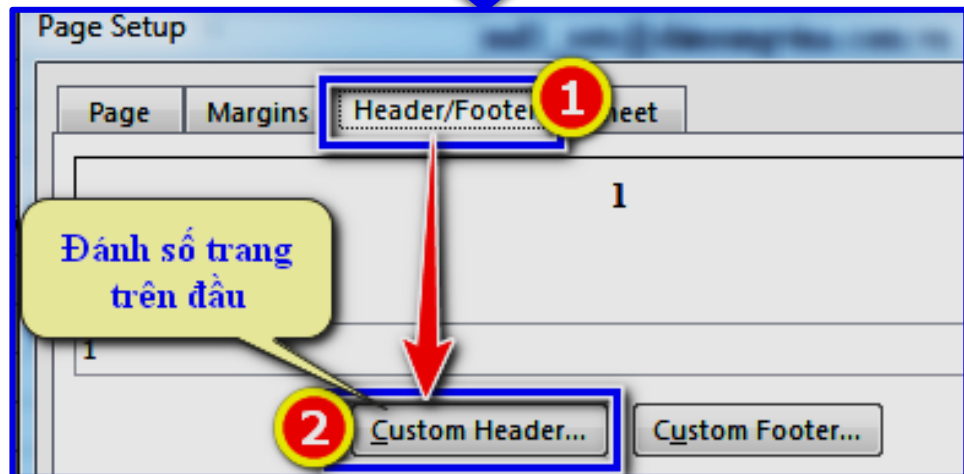 Page Setup
Page Margins Header/Footer 1 heet
1
Đánh số trang
trên đầu
1
2 Custom Header... Custom Footer...